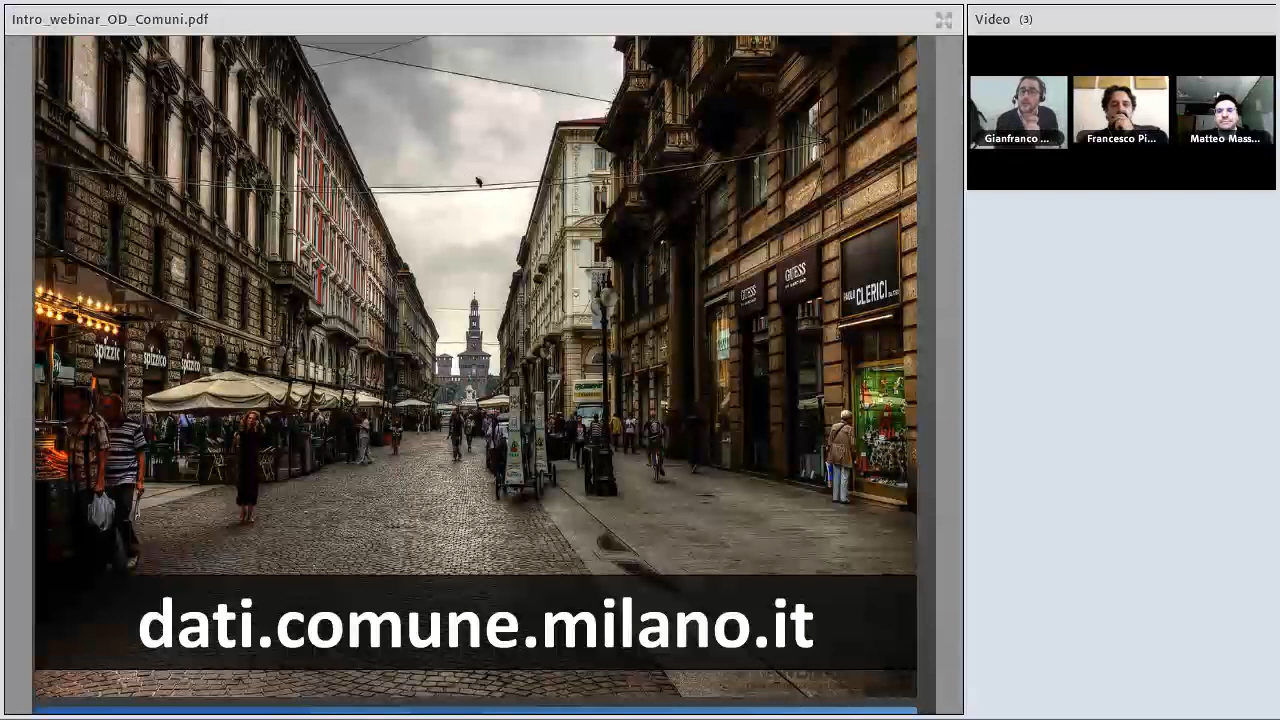 Intro_webinar_OD_Comuni.pdf
Video (3)
Gianfranco ...
Francesco Pi...
Matteo Mass...
spizzico
spizzico
spizzico
GUESS
GUESS
PAOLO CLERICI
dati.comune.milano.it